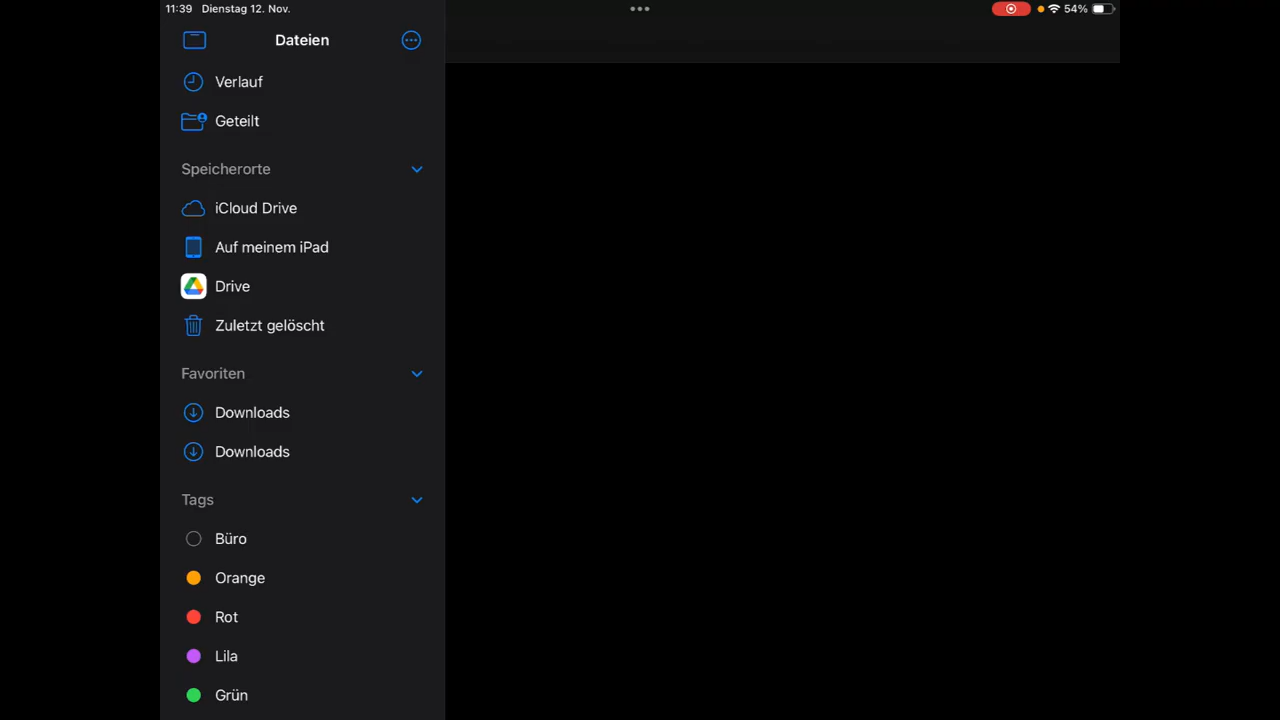 11:39 Dienstag 12. Nov.
54%
Dateien
Verlauf
Geteilt
Speicherorte
iCloud Drive
Auf meinem iPad
Drive
Zuletzt gelöscht
Favoriten
Downloads
Downloads
Tags
Büro
Orange
Rot
Lila
Grün